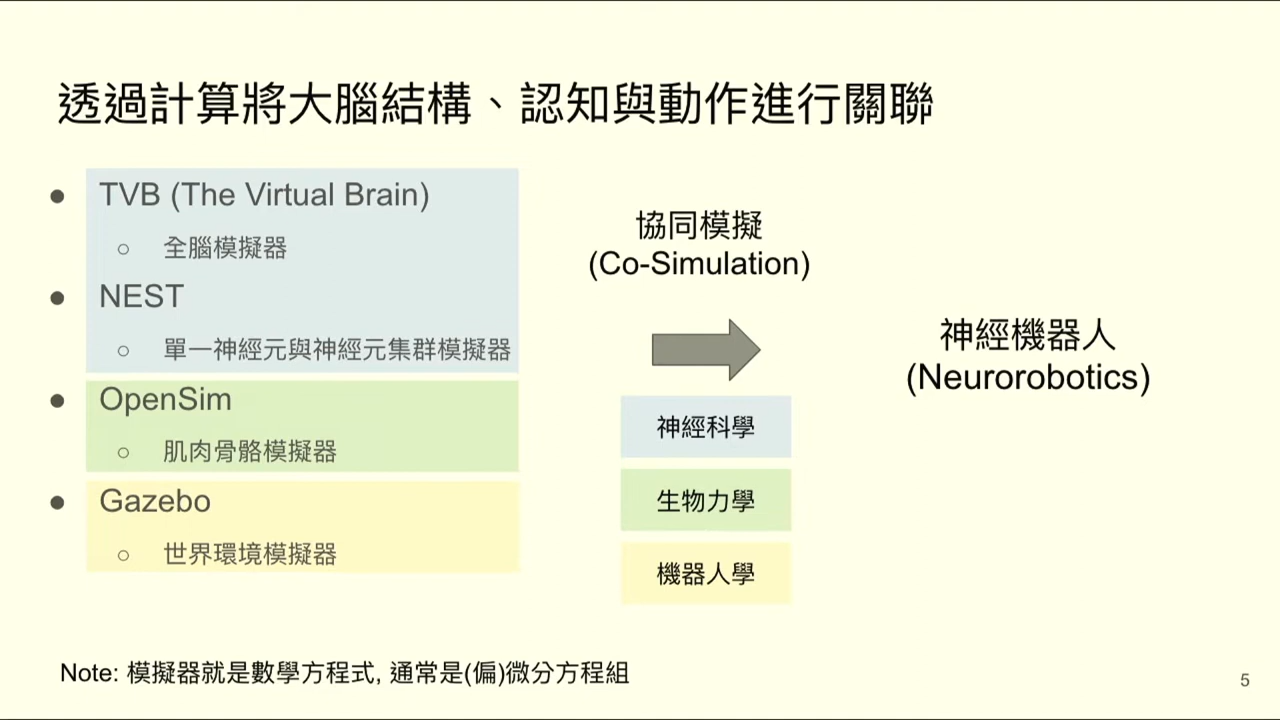 透過計算將大腦結構、認知與動作進行關聯
● TVB (The Virtual Brain)
○ 全腦模擬器
● NEST
○ 單一神經元與神經元集群模擬器
● OpenSim
○ 肌肉骨骼模擬器
● Gazebo
○ 世界環境模擬器
協同模擬
(Co-Simulation)
神經科學
生物力學
機器人學
神經機器人
(Neurorobotics)
Note: 模擬器就是數學方程式, 通常是(偏)微分方程組
5